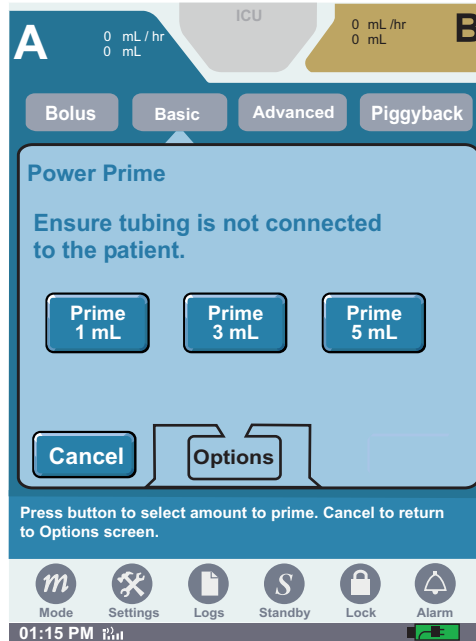 A
0 mL / hr
0 mL
ICU
0 mL /hr
0 mL
B
Bolus
Basic
Advanced
Piggyback
Power Prime
Ensure tubing is not connected
to the patient.
Prime
1 mL
Prime
3 mL
Prime
5 mL
Cancel
Options
Press button to select amount to prime. Cancel to return
to Options screen.
m
S
Mode
Settings
Logs
Standby
Lock
Alarm
01:15 PM